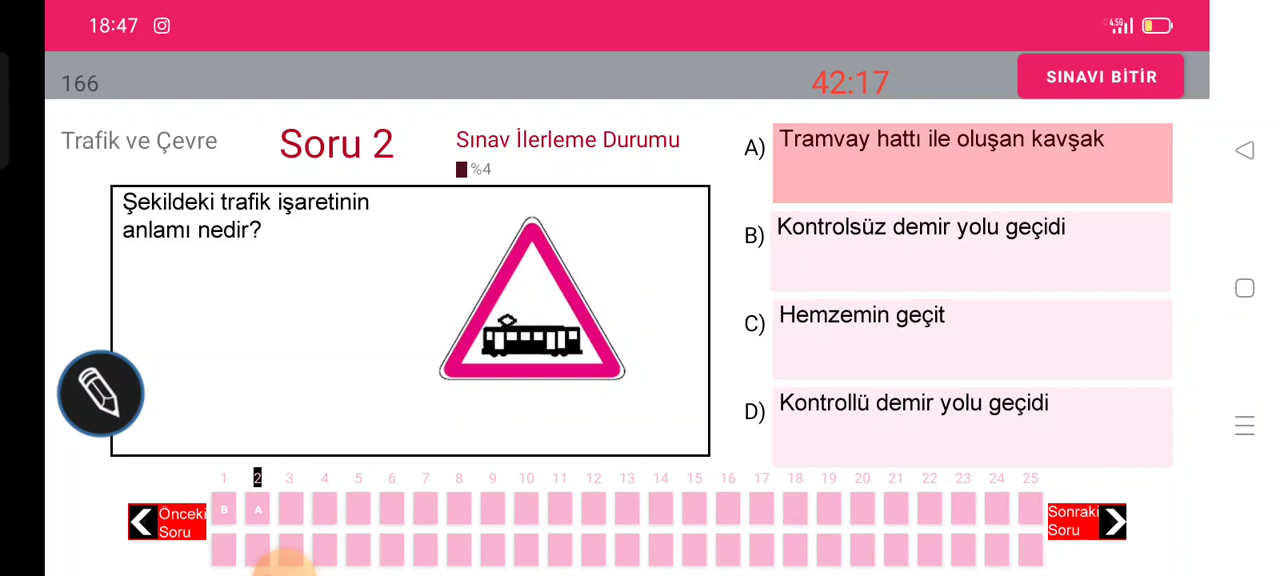 18:47
4.5G
166
42:17
SINAVI BİTİR
Trafik ve Çevre
Soru 2
Sınav İlerleme Durumu
%4
Şekildeki trafik işaretinin
anlamı nedir?
A) Tramvay hattı ile oluşan kavşak
B) Kontrolsüz demir yolu geçidi
C) Hemzemin geçit
D) Kontrollü demir yolu geçidi
1 2 3 4 5 6 7 8 9 10 11 12 13 14 15 16 17 18 19 20 21 22 23 24 25
B A
Önceki
Soru
Sonraki
Soru